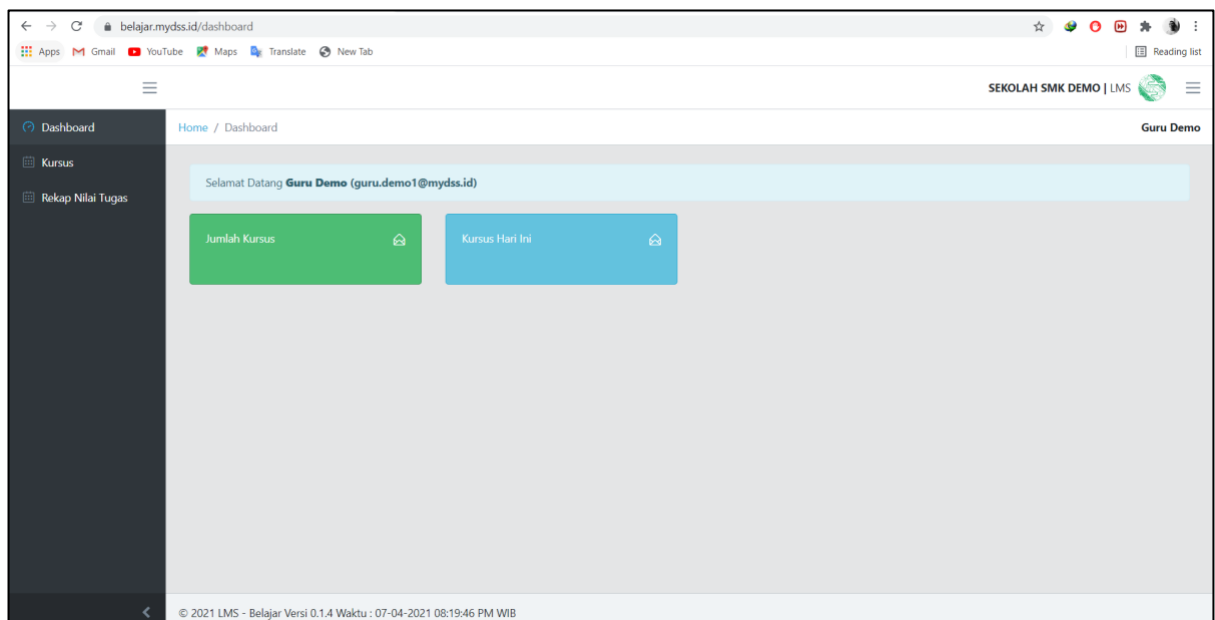 belajar.mydss.id/dashboard
Apps Gmail YouTube Maps Translate New Tab Reading list
SEKOLAH SMK DEMO | LMS
Dashboard
Home / Dashboard
Guru Demo
Kursus
Rekap Nilai Tugas
Selamat Datang Guru Demo (guru.demo1@mydss.id)
Jumlah Kursus
Kursus Hari Ini
© 2021 LMS - Belajar Versi 0.1.4 Waktu : 07-04-2021 08:19:46 PM WIB